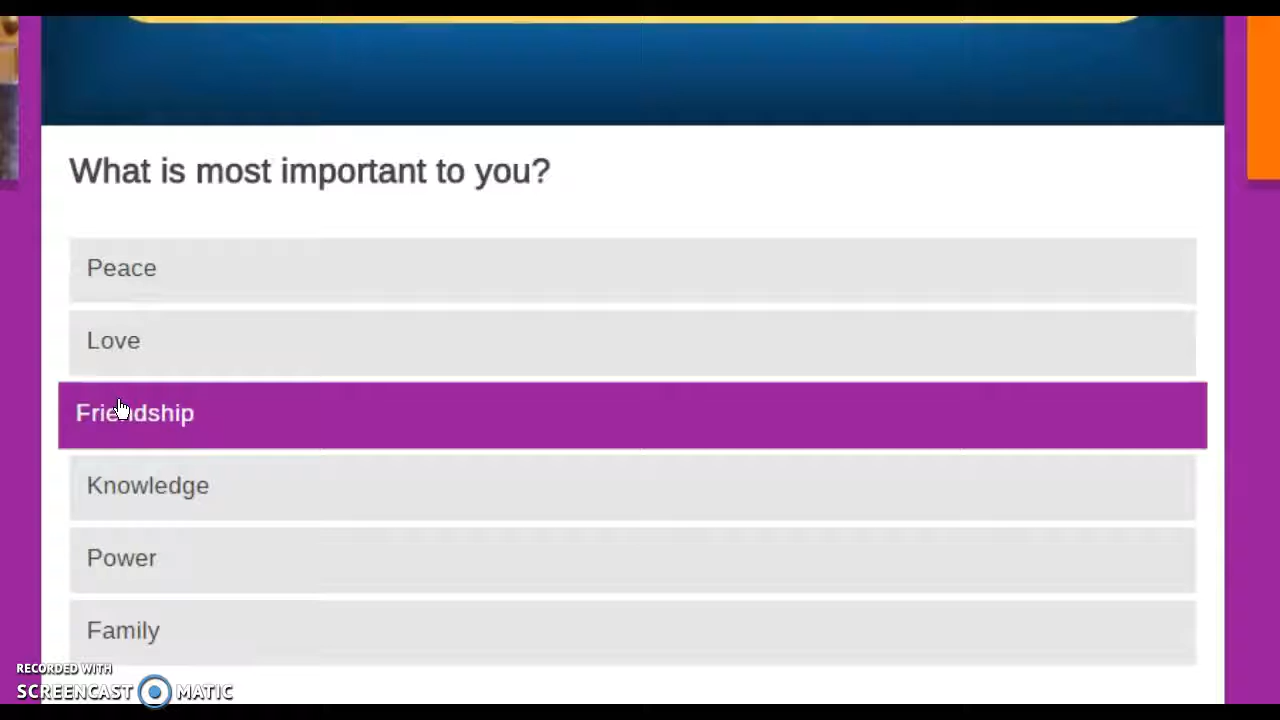 What is most important to you?
Peace
Love
Friendship
Knowledge
Power
Family
RECORDED WITH
SCREENCAST MATIC